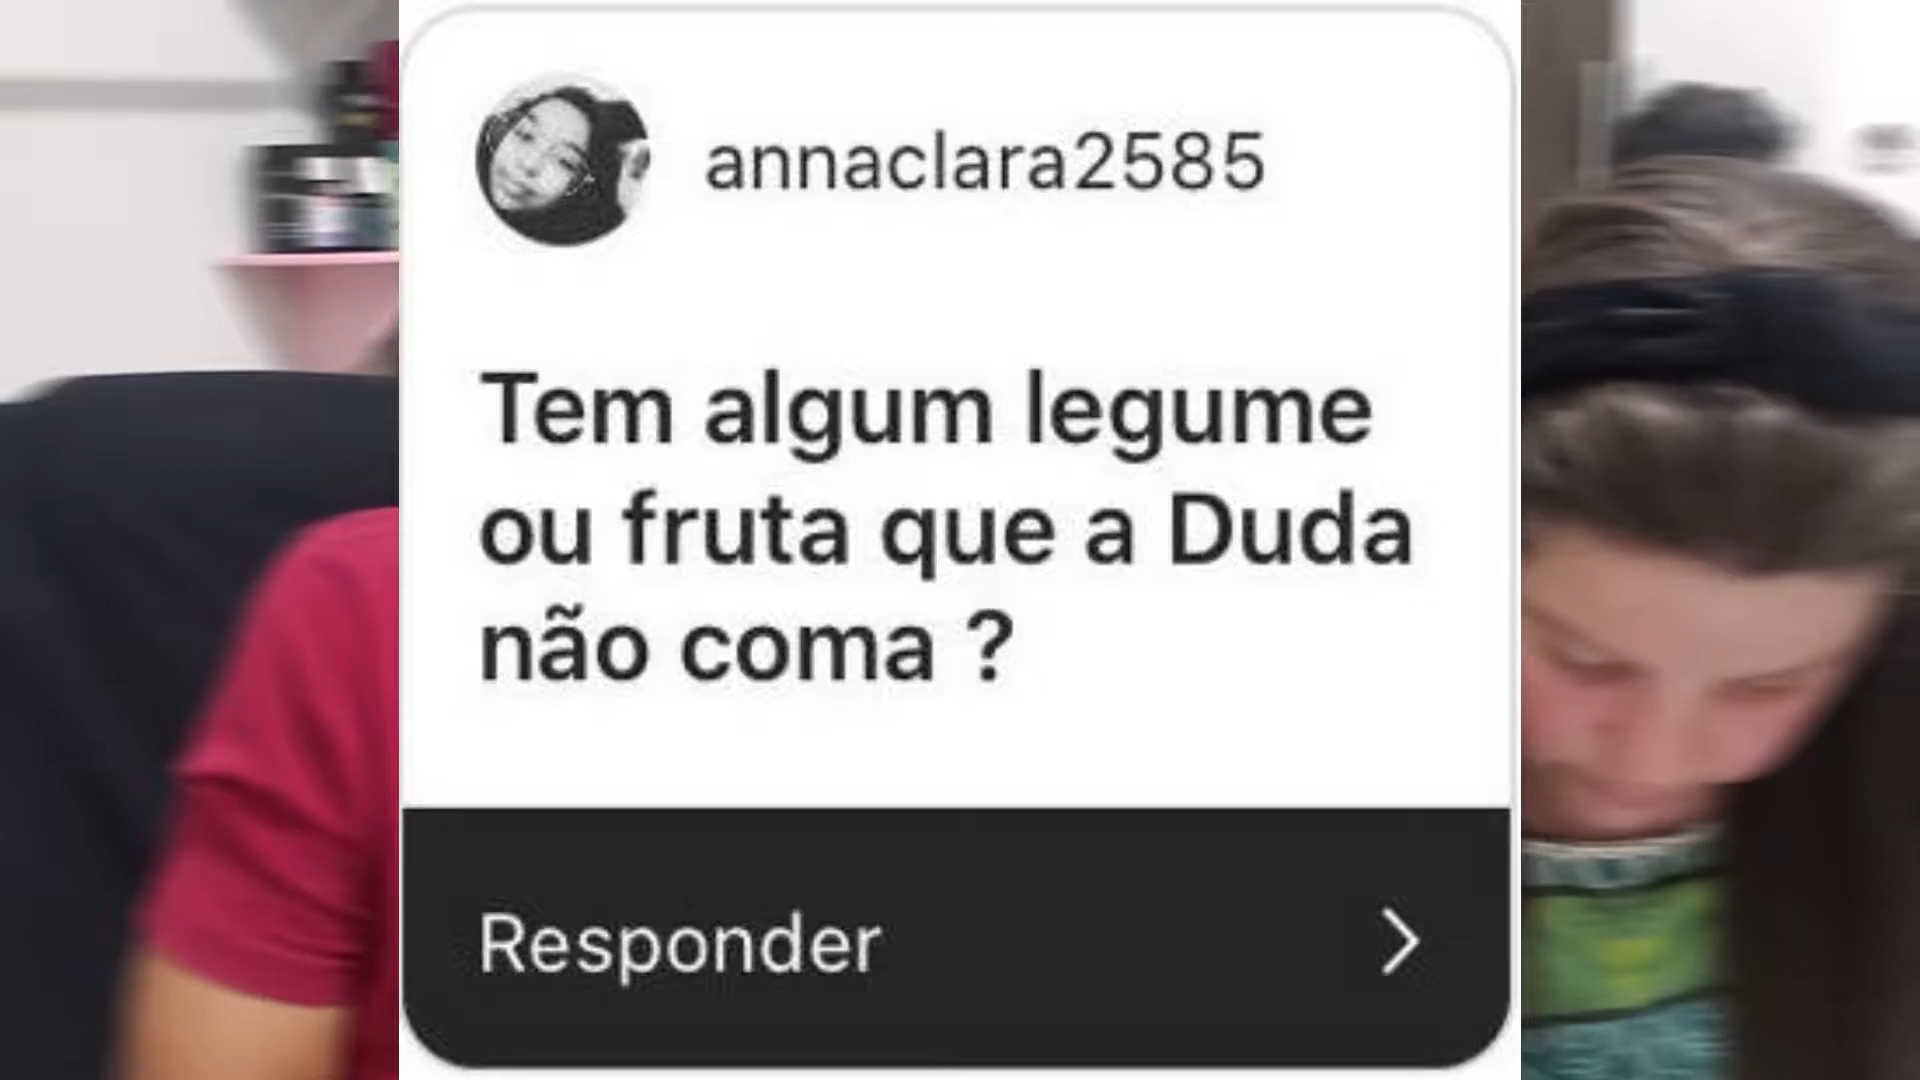 annaclara2585
Tem algum legume
ou fruta que a Duda
não coma ?
Responder